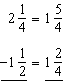 2 1/4 = 1 5/4
-1 1/2 = 1 2/4